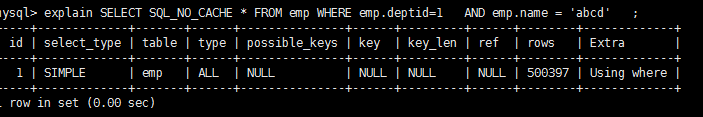 mysql> explain SELECT SQL_NO_CACHE * FROM emp WHERE emp.deptid=1   AND emp.name = 'abcd'   ;
----+-------------+-------+------+---------------+------+---------+------+--------+-------------+
 id | select_type | table | type | possible_keys | key  | key_len | ref  | rows   | Extra       |
----+-------------+-------+------+---------------+------+---------+------+--------+-------------+
  1 | SIMPLE      | emp   | ALL  | NULL          | NULL | NULL    | NULL | 500397 | Using where |
----+-------------+-------+------+---------------+------+---------+------+--------+-------------+
 row in set (0.00 sec)